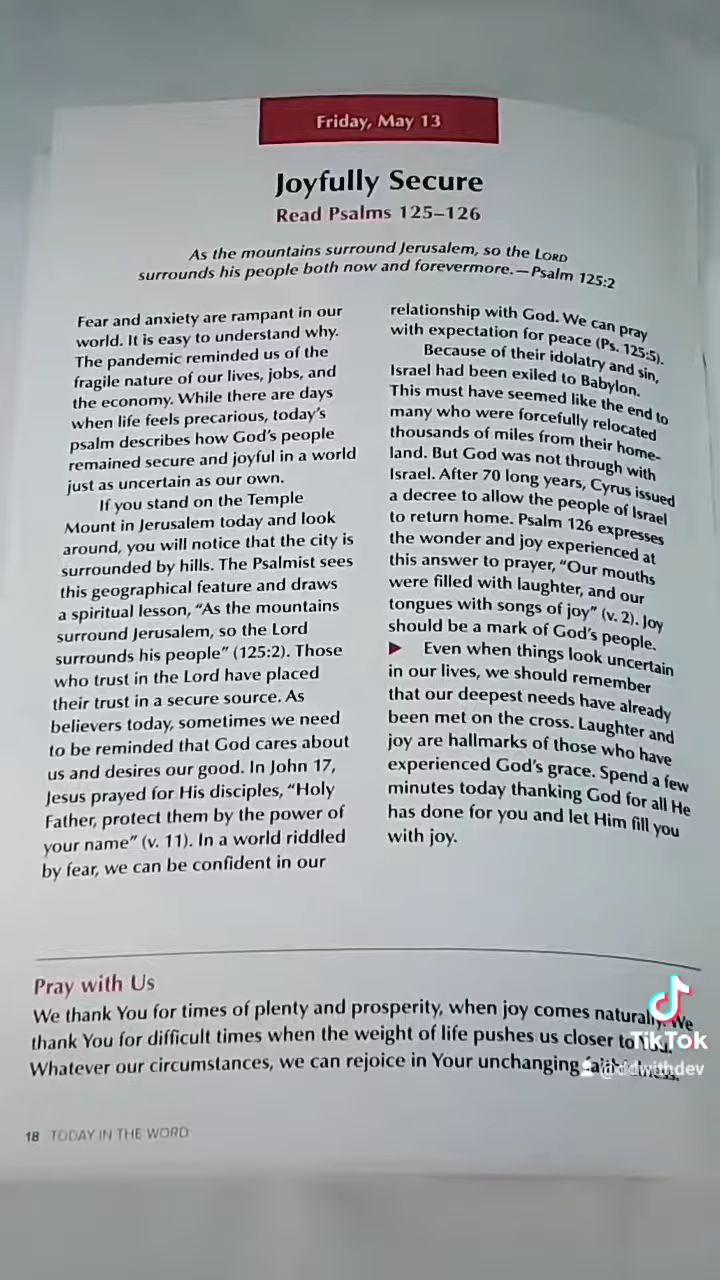 Friday, May 13
Joyfully Secure
Read Psalms 125–126
As the mountains surround Jerusalem, so the LORD
surrounds his people both now and forevermore.—Psalm 125:2
Fear and anxiety are rampant in our
world. It is easy to understand why.
The pandemic reminded us of the
fragile nature of our lives, jobs, and
the economy. While there are days
when life feels precarious, today's
psalm describes how God's people
remained secure and joyful in a world
just as uncertain as our own.
If you stand on the Temple
Mount in Jerusalem today and look
around, you will notice that the city is
surrounded by hills. The Psalmist sees
this geographical feature and draws
a spiritual lesson, "As the mountains
surround Jerusalem, so the Lord
surrounds his people" (125:2). Those
who trust in the Lord have placed
their trust in a secure source. As
believers today, sometimes we need
to be reminded that God cares about
us and desires our good. In John 17,
Jesus prayed for His disciples, "Holy
Father, protect them by the power of
your name" (v. 11). In a world riddled
by fear, we can be confident in our
relationship with God. We can pray
with expectation for peace (Ps. 125:5).
Because of their idolatry and sin,
Israel had been exiled to Babylon.
This must have seemed like the end to
many who were forcefully relocated
thousands of miles from their home-
land. But God was not through with
Israel. After 70 long years, Cyrus issued
a decree to allow the people of Israel
to return home. Psalm 126 expresses
the wonder and joy experienced at
this answer to prayer, "Our mouths
were filled with laughter, and our
tongues with songs of joy" (v. 2). Joy
should be a mark of God's people.
► Even when things look uncertain
in our lives, we should remember
that our deepest needs have already
been met on the cross. Laughter and
joy are hallmarks of those who have
experienced God's grace. Spend a few
minutes today thanking God for all He
has done for you and let Him fill you
with joy.
Pray with Us
We thank You for times of plenty and prosperity, when joy comes naturally. We
thank You for difficult times when the weight of life pushes us closer to
Whatever our circumstances, we can rejoice in Your unchanging
TikTok
@ddwithdev
18 TODAY IN THE WORD